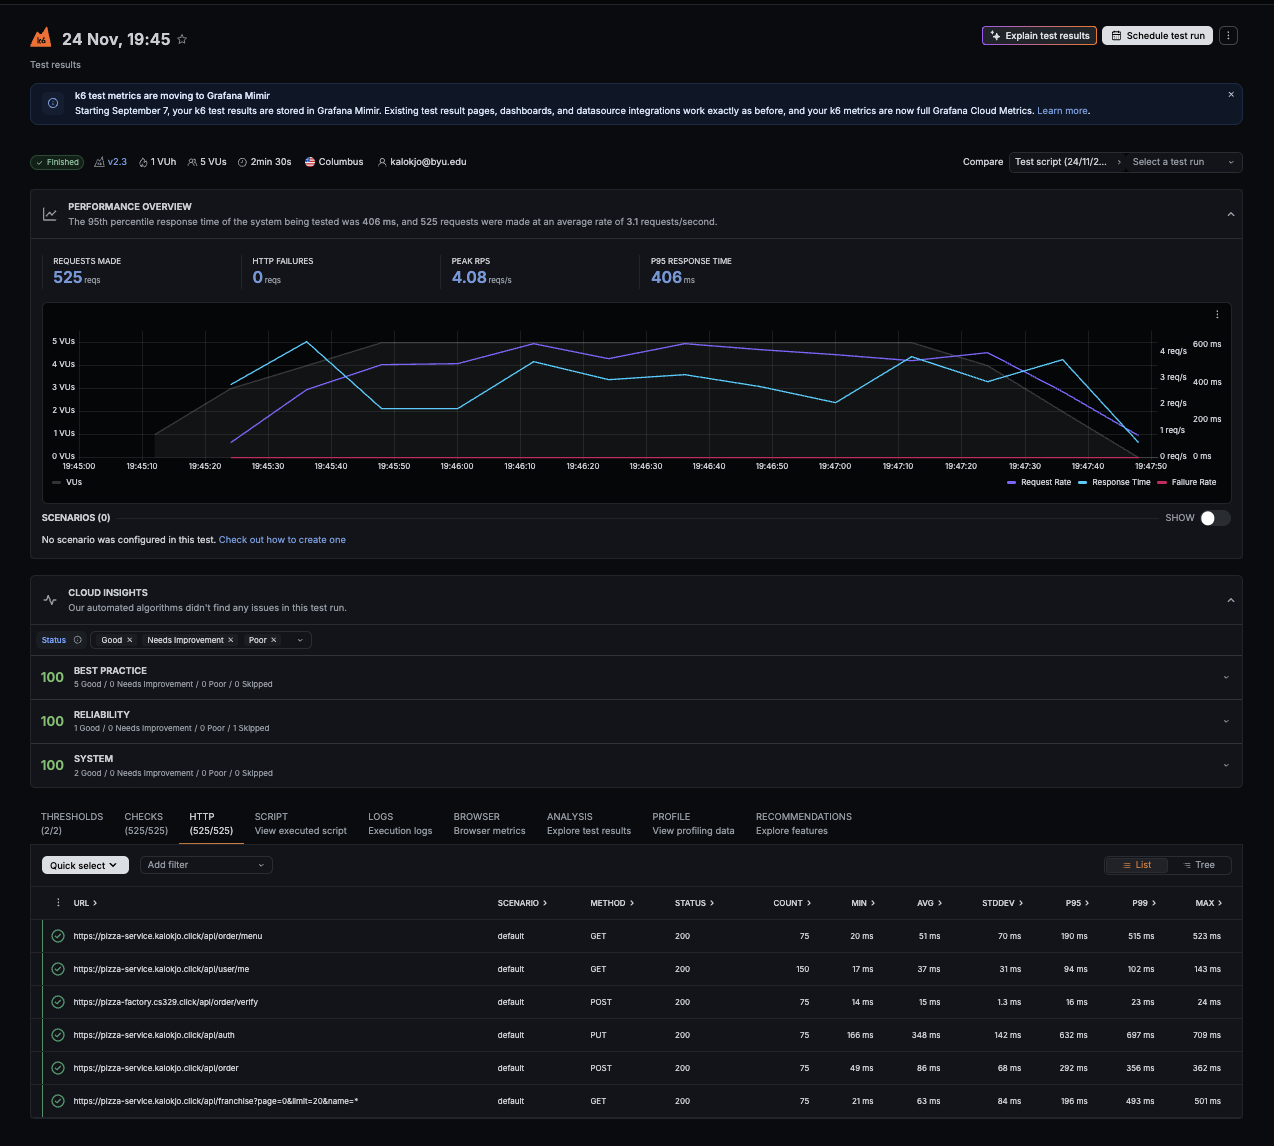 k6
24 Nov, 19:45
Explain test results
Schedule test run
Test results
k6 test metrics are moving to Grafana Mimir
Starting September 7, your k6 test results are stored in Grafana Mimir. Existing test result pages, dashboards, and datasource integrations work exactly as before, and your k6 metrics are now full Grafana Cloud Metrics. Learn more.
Finished v2.3 1 VUh 5 VUs 2min 30s Columbus kalokjo@byu.edu
Compare Test script (24/11/2... › Select a test run
PERFORMANCE OVERVIEW
The 95th percentile response time of the system being tested was 406 ms, and 525 requests were made at an average rate of 3.1 requests/second.
REQUESTS MADE HTTP FAILURES PEAK RPS P95 RESPONSE TIME
525 reqs 0 reqs 4.08 reqs/s 406 ms
5 VUs 600 ms
4 VUs 4 req/s
3 VUs 3 req/s 400 ms
2 VUs 2 req/s
1 VUs 1 req/s 200 ms
0 VUs 0 req/s 0 ms
19:45:00 19:45:10 19:45:20 19:45:30 19:45:40 19:45:50 19:46:00 19:46:10 19:46:20 19:46:30 19:46:40 19:46:50 19:47:00 19:47:10 19:47:20 19:47:30 19:47:40 19:47:50
VUs Request Rate Response Time Failure Rate
SCENARIOS (0) SHOW
No scenario was configured in this test. Check out how to create one
CLOUD INSIGHTS
Our automated algorithms didn't find any issues in this test run.
Status Good × Needs Improvement × Poor ×
100 BEST PRACTICE
5 Good / 0 Needs Improvement / 0 Poor / 0 Skipped
100 RELIABILITY
1 Good / 0 Needs Improvement / 0 Poor / 1 Skipped
100 SYSTEM
2 Good / 0 Needs Improvement / 0 Poor / 0 Skipped
THRESHOLDS CHECKS HTTP SCRIPT LOGS BROWSER ANALYSIS PROFILE RECOMMENDATIONS
(2/2) (525/525) (525/525) View executed script Execution logs Browser metrics Explore test results View profiling data Explore features
Quick select Add filter List Tree
URL SCENARIO METHOD STATUS COUNT MIN AVG STDDEV P95 P99 MAX
https://pizza-service.kalokjo.click/api/order/menu default GET 200 75 20 ms 51 ms 70 ms 190 ms 515 ms 523 ms
https://pizza-service.kalokjo.click/api/user/me default GET 200 150 17 ms 37 ms 31 ms 94 ms 102 ms 143 ms
https://pizza-factory.cs329.click/api/order/verify default POST 200 75 14 ms 15 ms 1.3 ms 16 ms 23 ms 24 ms
https://pizza-service.kalokjo.click/api/auth default PUT 200 75 166 ms 348 ms 142 ms 632 ms 697 ms 709 ms
https://pizza-service.kalokjo.click/api/order default POST 200 75 49 ms 86 ms 68 ms 292 ms 356 ms 362 ms
https://pizza-service.kalokjo.click/api/franchise?page=0&limit=20&name=* default GET 200 75 21 ms 63 ms 84 ms 196 ms 493 ms 501 ms